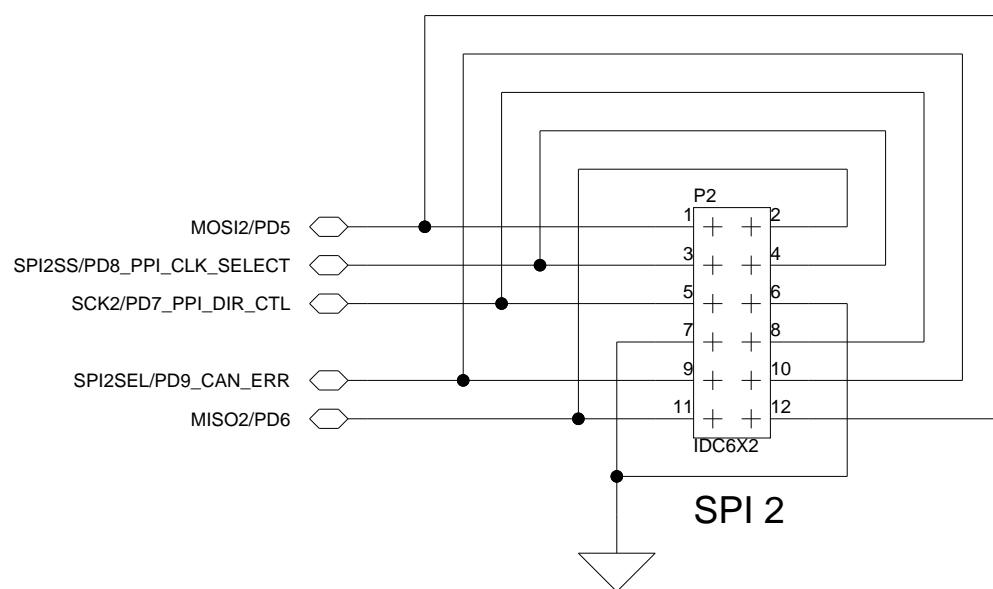 P2
MOSI2/PD5
1
2
SPI2SS/PD8_PPI_CLK_SELECT
3
4
SCK2/PD7_PPI_DIR_CTL
5
6
7
8
SPI2SEL/PD9_CAN_ERR
9
10
MISO2/PD6
11
12
IDC6X2
SPI 2